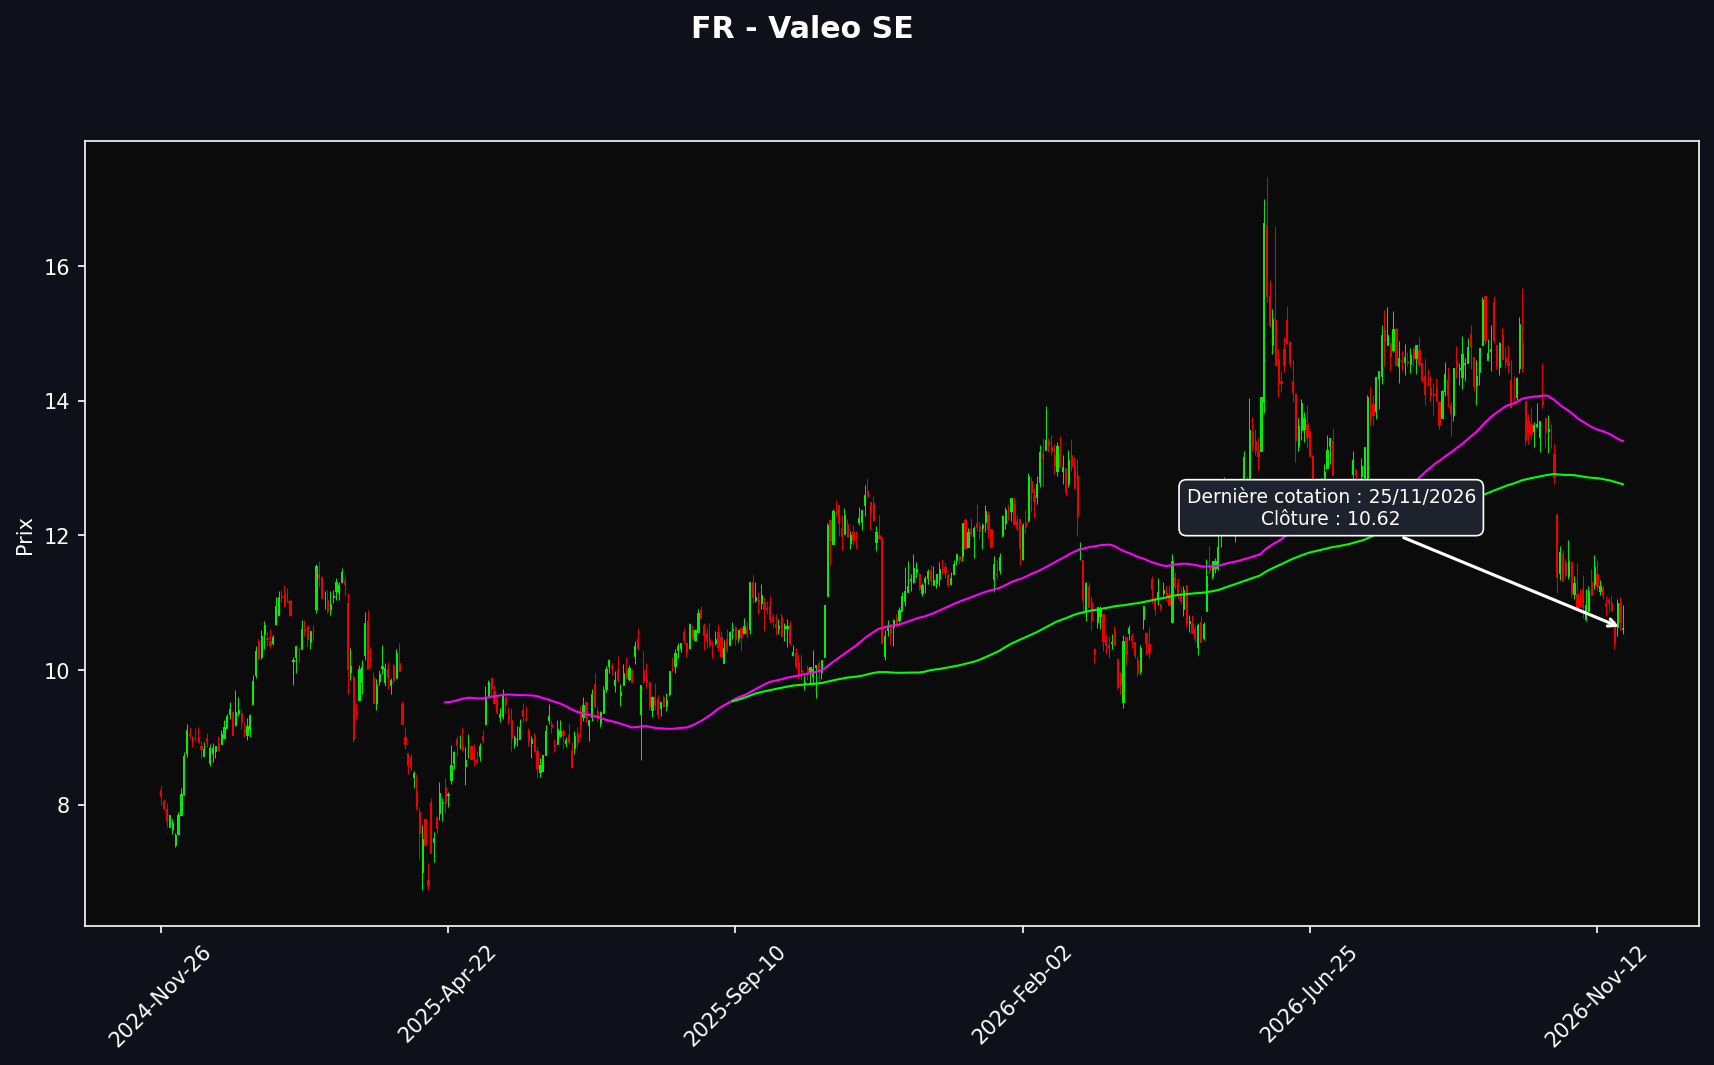 FR - Valeo SE
Prix
16
14
12
10
8
Dernière cotation : 25/11/2026
Clôture : 10.62
2024-Nov-26
2025-Apr-22
2025-Sep-10
2026-Feb-02
2026-Jun-25
2026-Nov-12